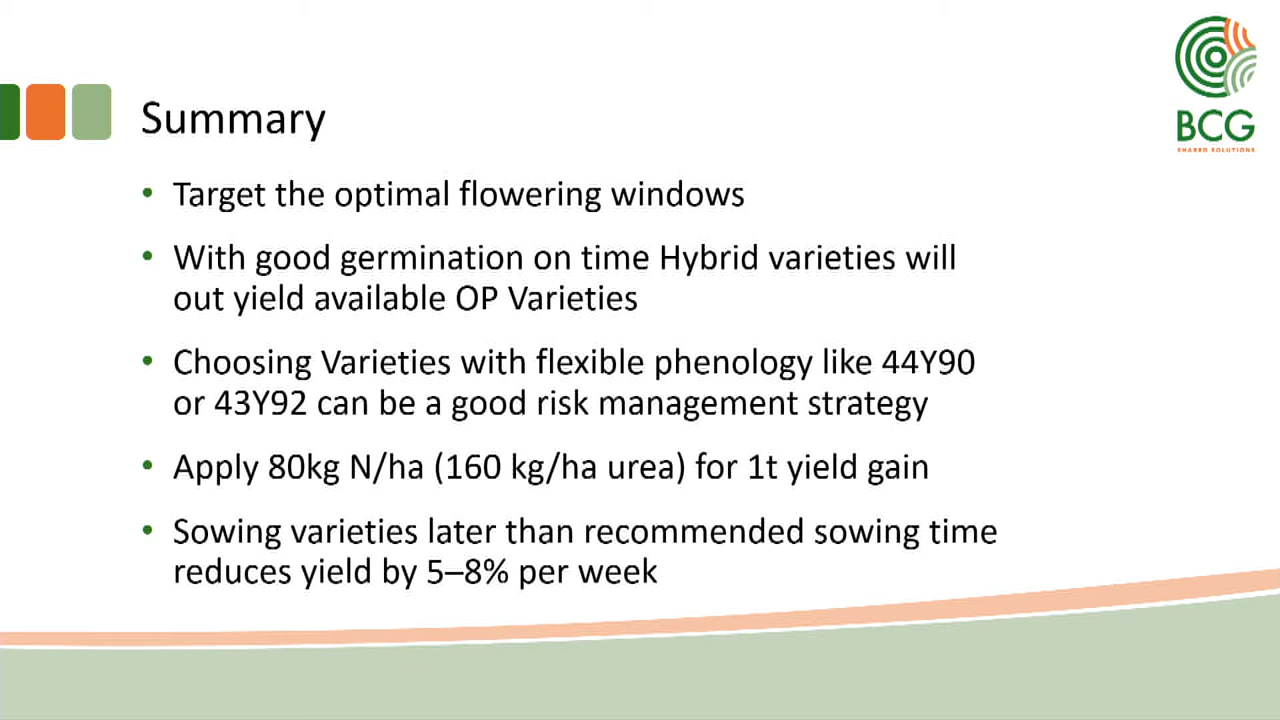 BCG
SHARED SOLUTIONS
Summary
• Target the optimal flowering windows
• With good germination on time Hybrid varieties will
out yield available OP Varieties
• Choosing Varieties with flexible phenology like 44Y90
or 43Y92 can be a good risk management strategy
• Apply 80kg N/ha (160 kg/ha urea) for 1t yield gain
• Sowing varieties later than recommended sowing time
reduces yield by 5–8% per week